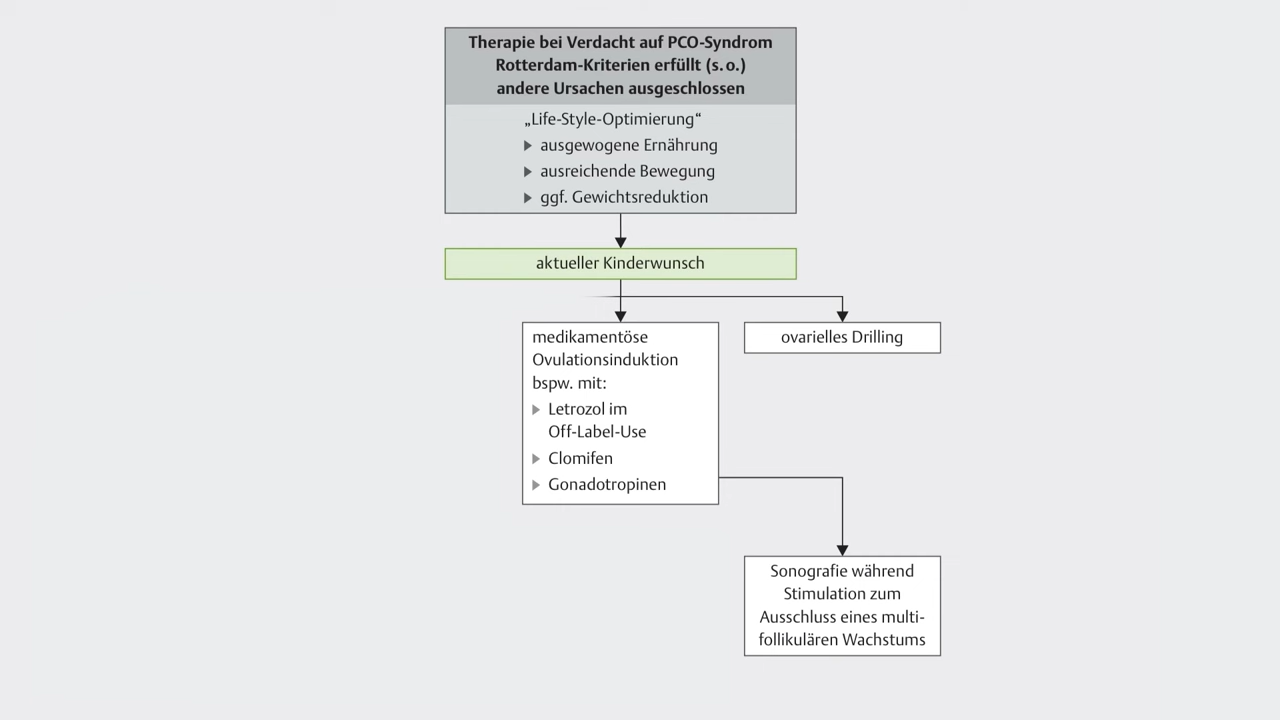 Therapie bei Verdacht auf PCO-Syndrom
Rotterdam-Kriterien erfüllt (s.o.)
andere Ursachen ausgeschlossen
„Life-Style-Optimierung“
ausgewogene Ernährung
ausreichende Bewegung
ggf. Gewichtsreduktion
aktueller Kinderwunsch
medikamentöse
Ovulationsinduktion
bspw. mit:
Letrozol im
Off-Label-Use
Clomifen
Gonadotropinen
ovarielles Drilling
Sonografie während
Stimulation zum
Ausschluss eines multi-
follikulären Wachstums